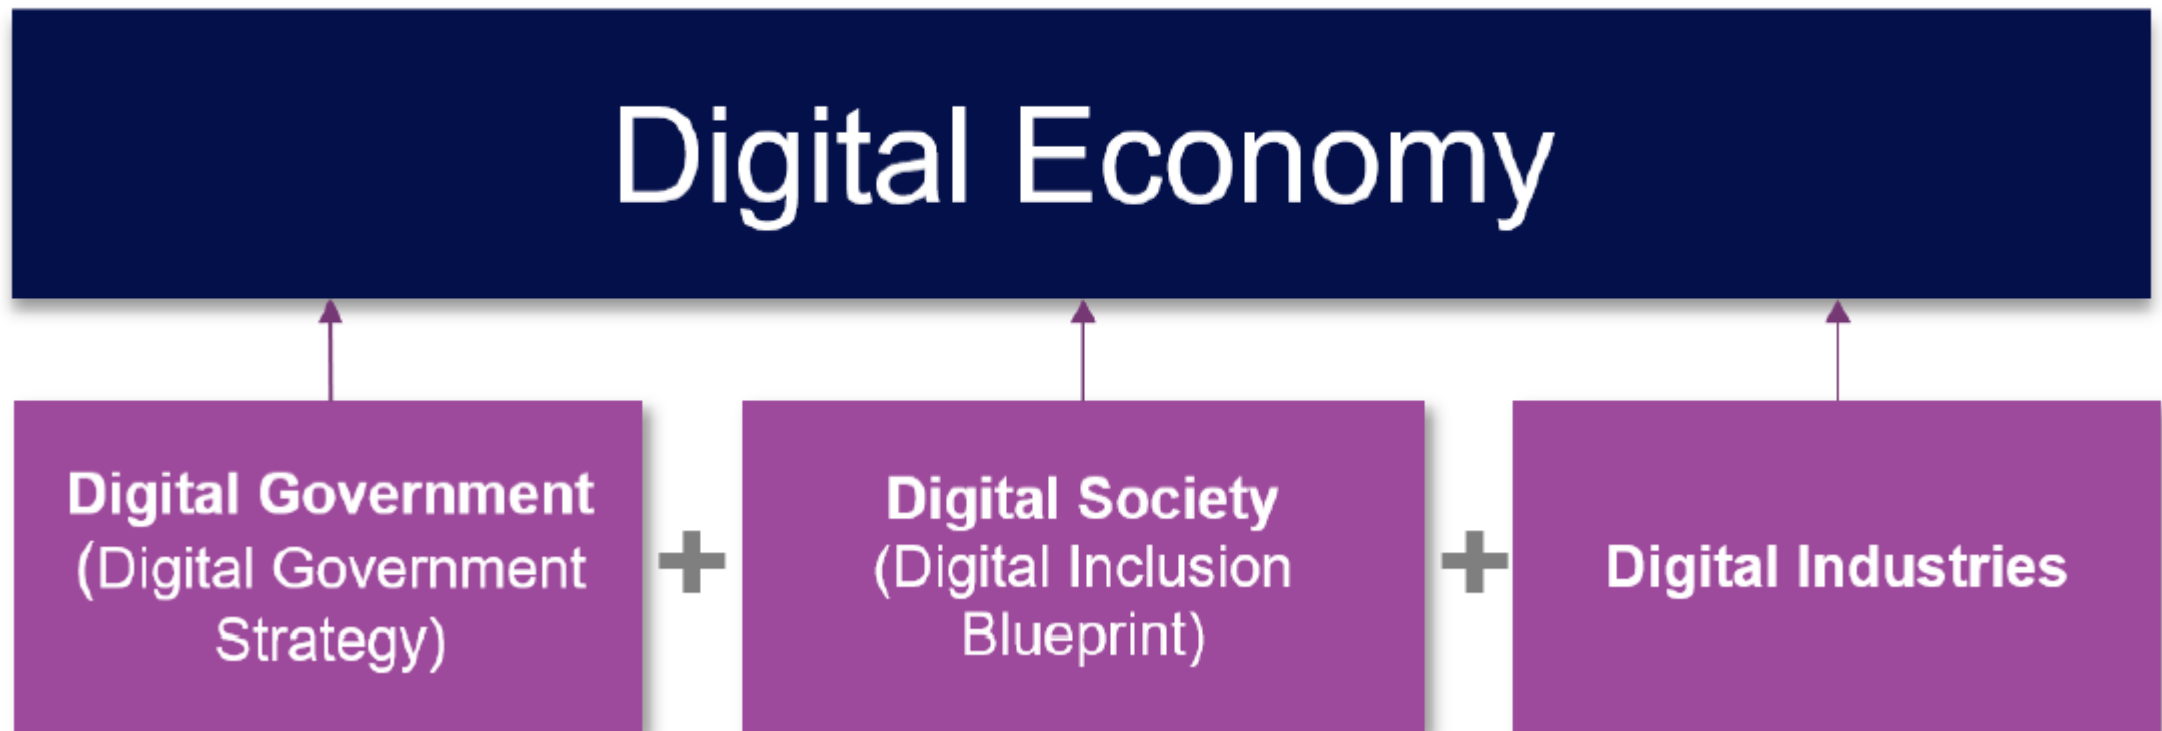 Digital Economy
Digital Government
(Digital Government
Strategy)
+
Digital Society
(Digital Inclusion
Blueprint)
+
Digital Industries